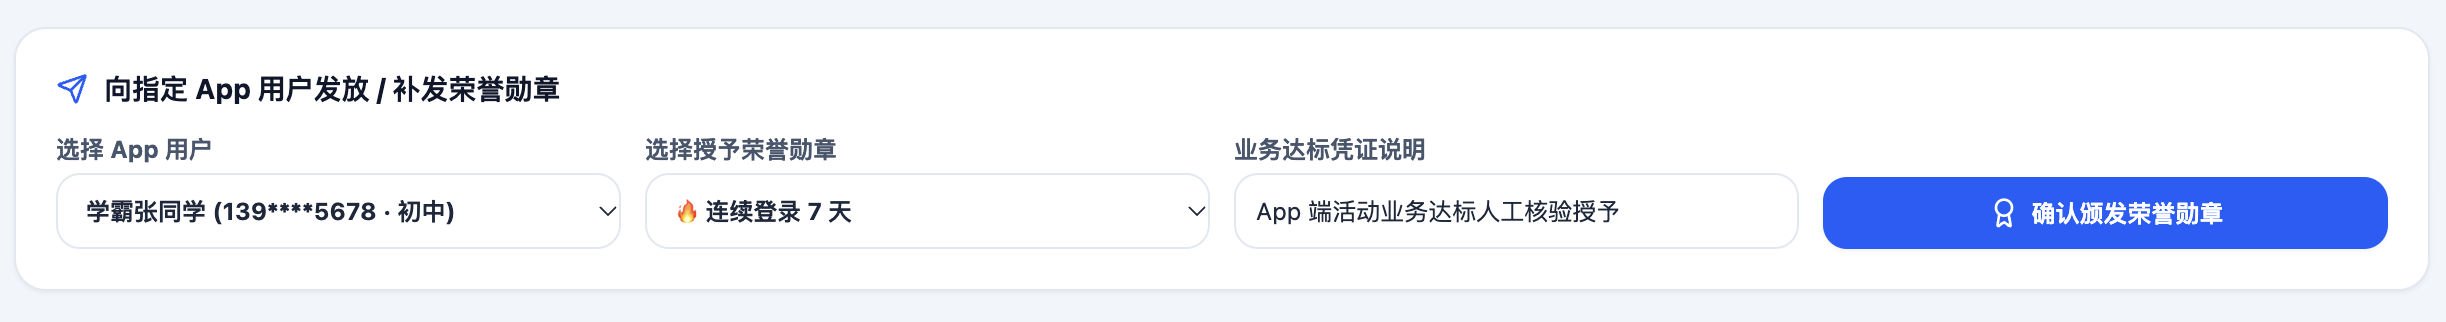 向指定 App 用户发放 / 补发荣誉勋章
选择 App 用户
学霸张同学 (139****5678 · 初中)
选择授予荣誉勋章
🔥 连续登录 7 天
业务达标凭证说明
App 端活动业务达标人工核验授予
确认颁发荣誉勋章